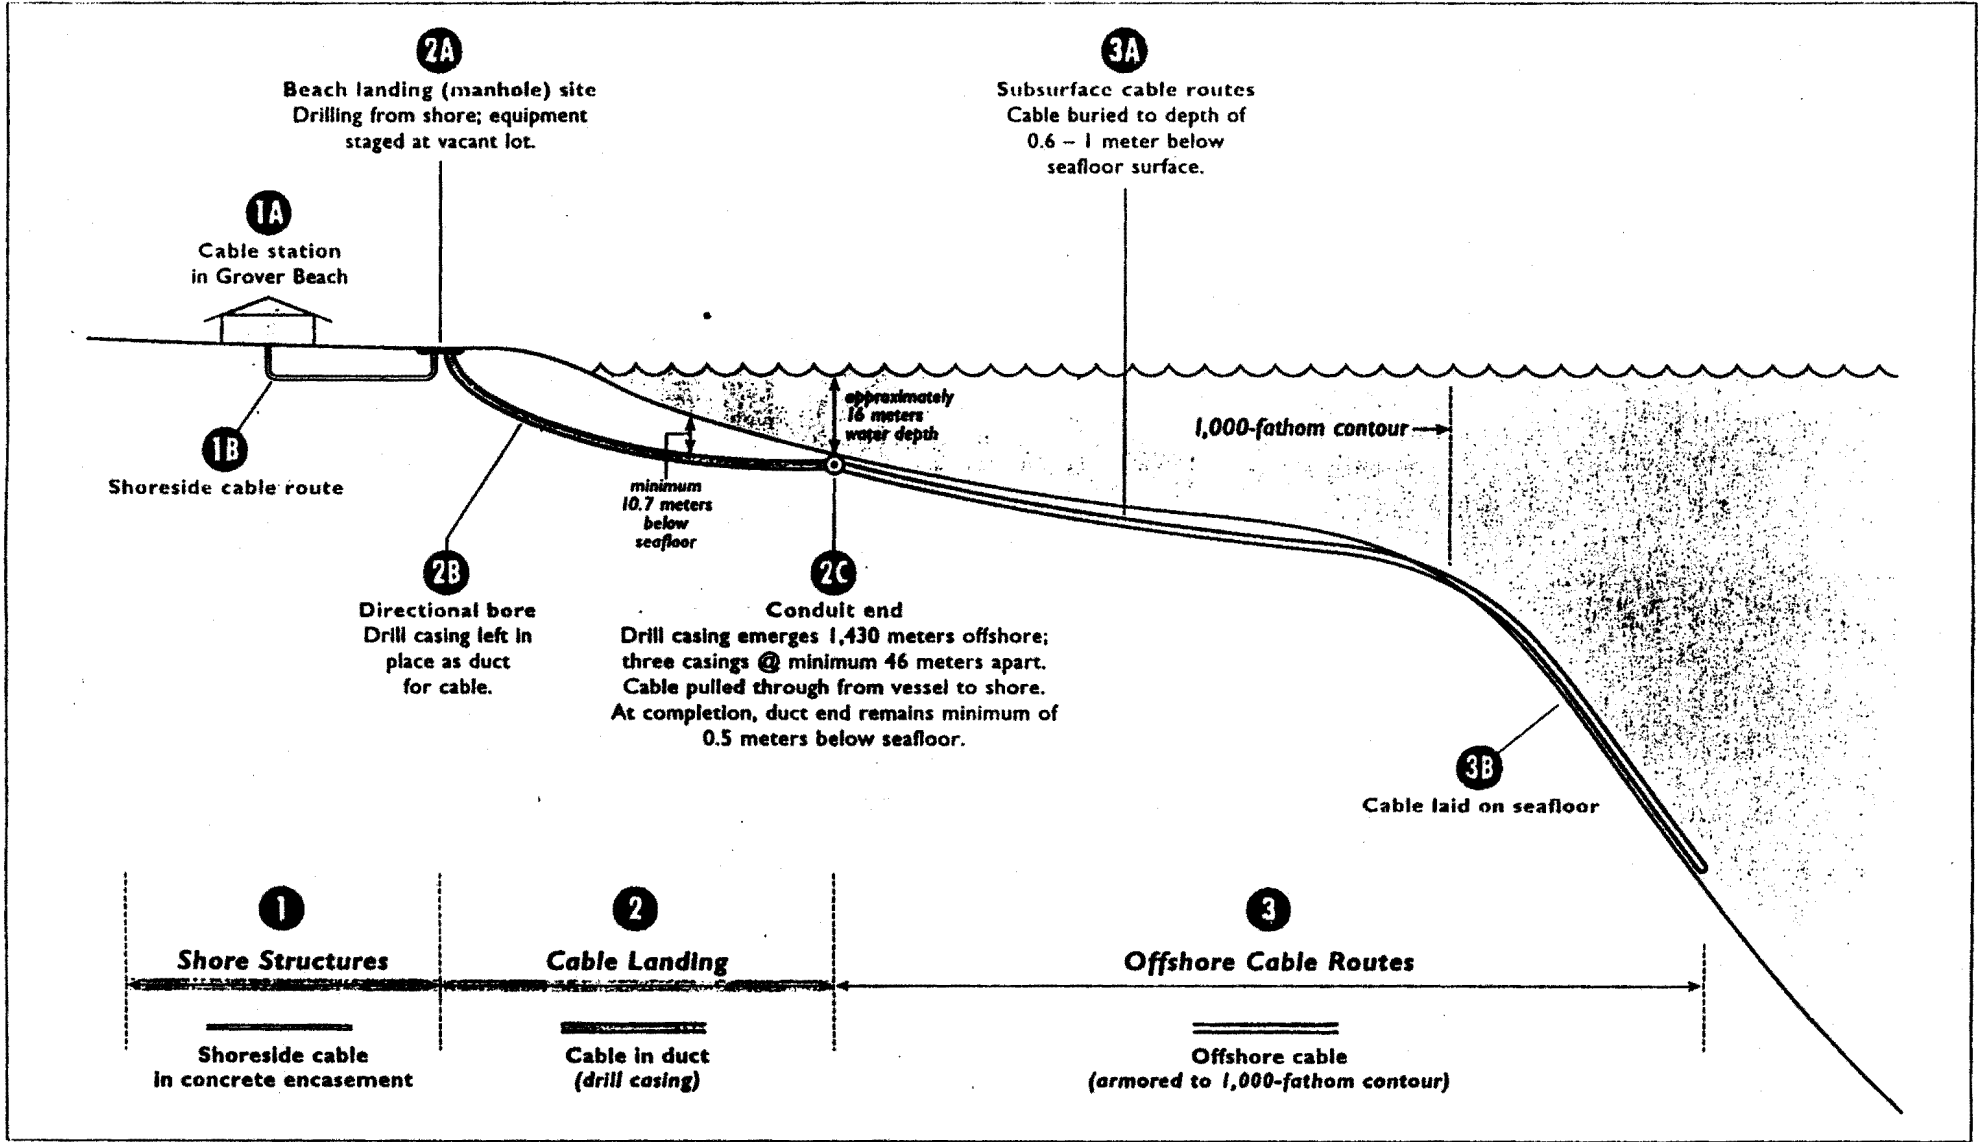 2A
Beach landing (manhole) site
Drilling from shore; equipment
staged at vacant lot.
3A
Subsurface cable routes
Cable buried to depth of
0.6 – 1 meter below
seafloor surface.
1A
Cable station
in Grover Beach
approximately
16 meters
water depth
1,000-fathom contour
1B
Shoreside cable route
minimum
10.7 meters
below
seafloor
2B
Directional bore
Drill casing left in
place as duct
for cable.
2C
Conduit end
Drill casing emerges 1,430 meters offshore;
three casings @ minimum 46 meters apart.
Cable pulled through from vessel to shore.
At completion, duct end remains minimum of
0.5 meters below seafloor.
3B
Cable laid on seafloor
1
Shore Structures
2
Cable Landing
3
Offshore Cable Routes
Shoreside cable
in concrete encasement
Cable in duct
(drill casing)
Offshore cable
(armored to 1,000-fathom contour)